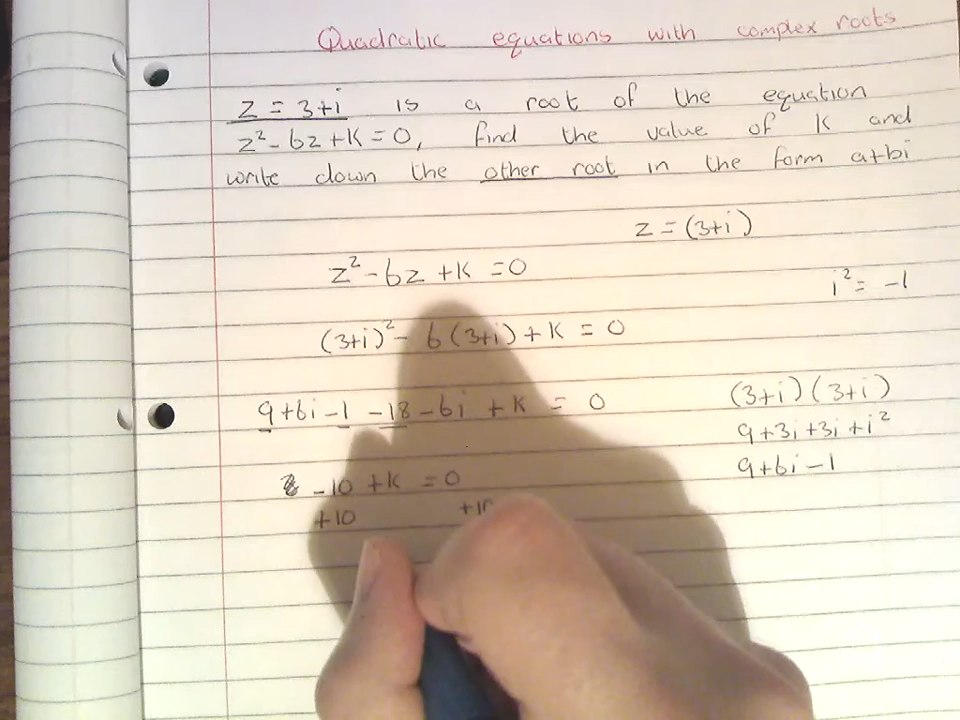 Quadratic equations with complex roots
z = 3+i is a root of the equation
z² - 6z + K = 0, find the value of K and
write down the other root in the form a+bi
z = (3+i)
z² - 6z + K = 0
i² = -1
(3+i)² - 6(3+i) + K = 0
(3+i)(3+i)
9+6i-1-18-6i+K = 0
9+3i+3i+i²
9+6i-1
-10 + K = 0
+10 +10